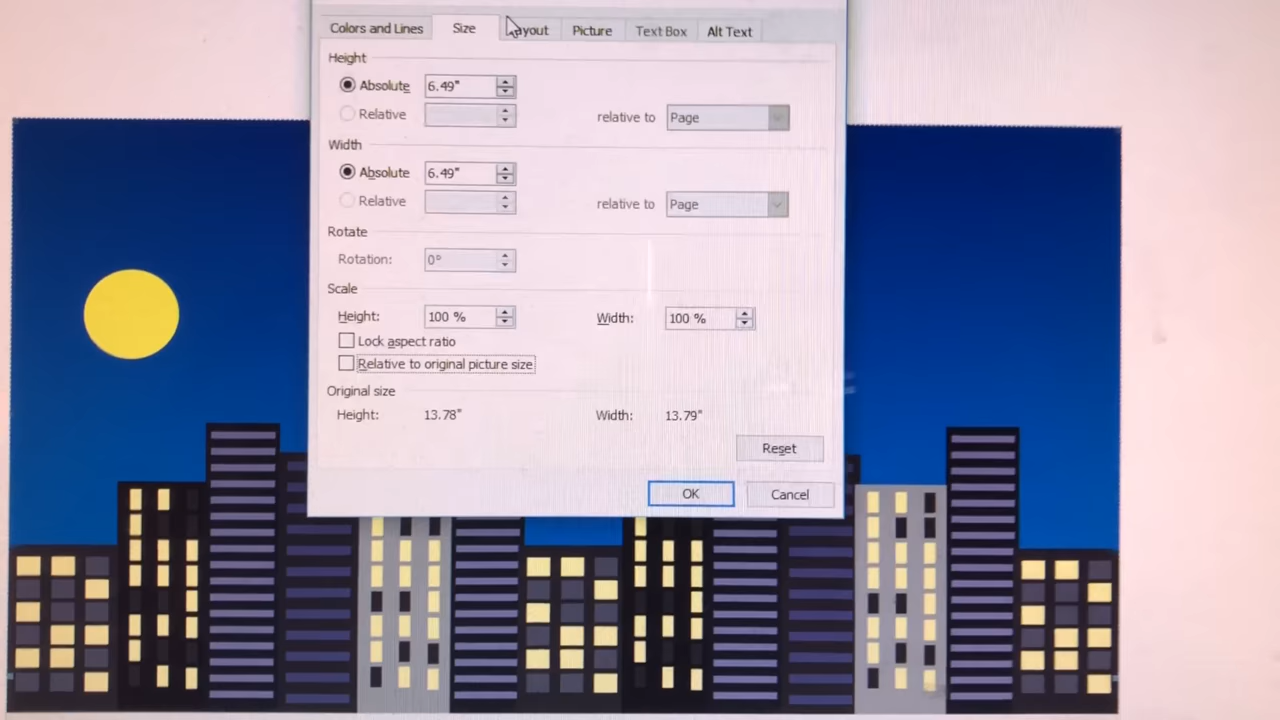 Colors and Lines Size Layout Picture Text Box Alt Text
Height
Absolute 6.49"
Relative relative to Page
Width
Absolute 6.49"
Relative relative to Page
Rotate
Rotation: 0°
Scale
Height: 100 % Width: 100 %
Lock aspect ratio
Relative to original picture size
Original size
Height: 13.78" Width: 13.79"
Reset
OK Cancel